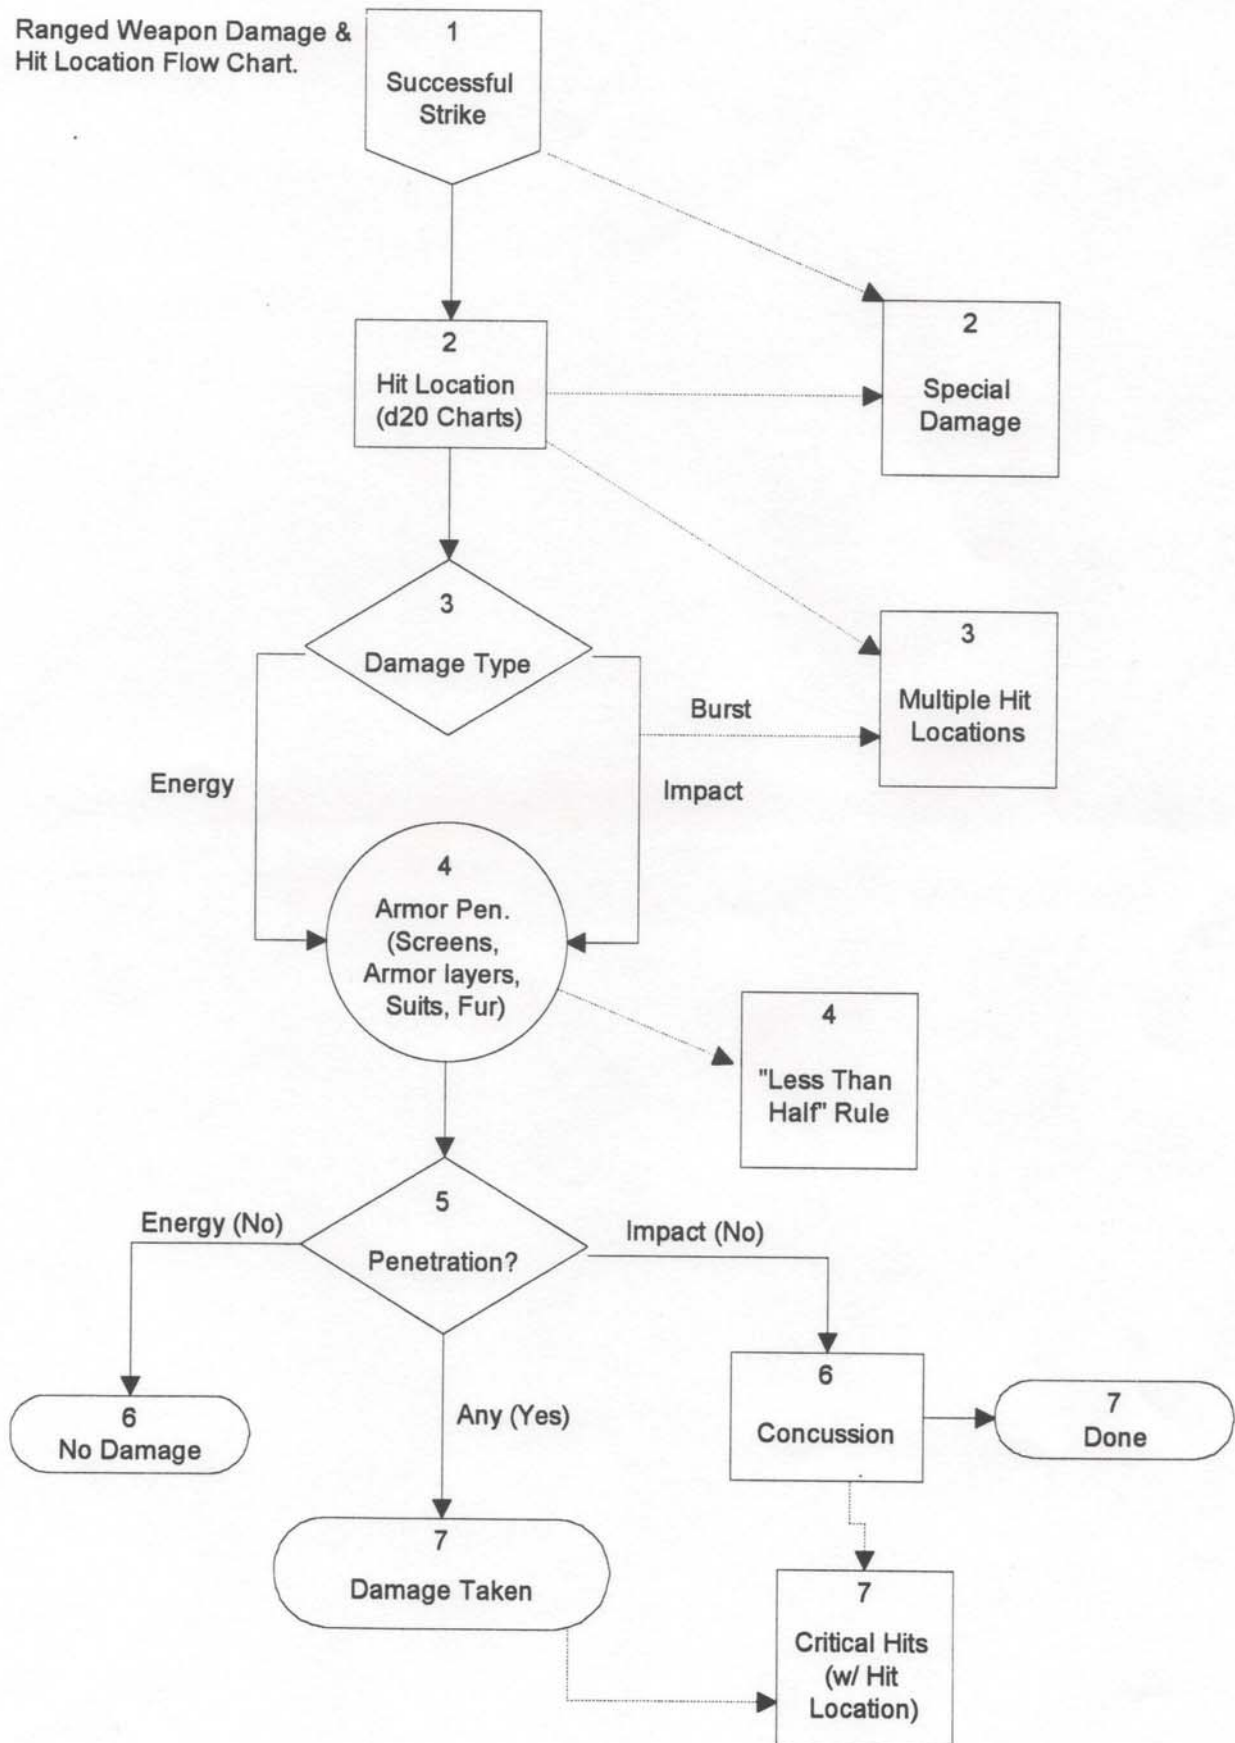 Ranged Weapon Damage &
Hit Location Flow Chart.
1
Successful
Strike
2
Hit Location
(d20 Charts)
2
Special
Damage
3
Damage Type
3
Multiple Hit
Locations
Burst
Energy
Impact
4
Armor Pen.
(Screens,
Armor layers,
Suits, Fur)
4
"Less Than
Half" Rule
5
Penetration?
Energy (No)
Impact (No)
Any (Yes)
6
No Damage
6
Concussion
7
Done
7
Damage Taken
7
Critical Hits
(w/ Hit
Location)